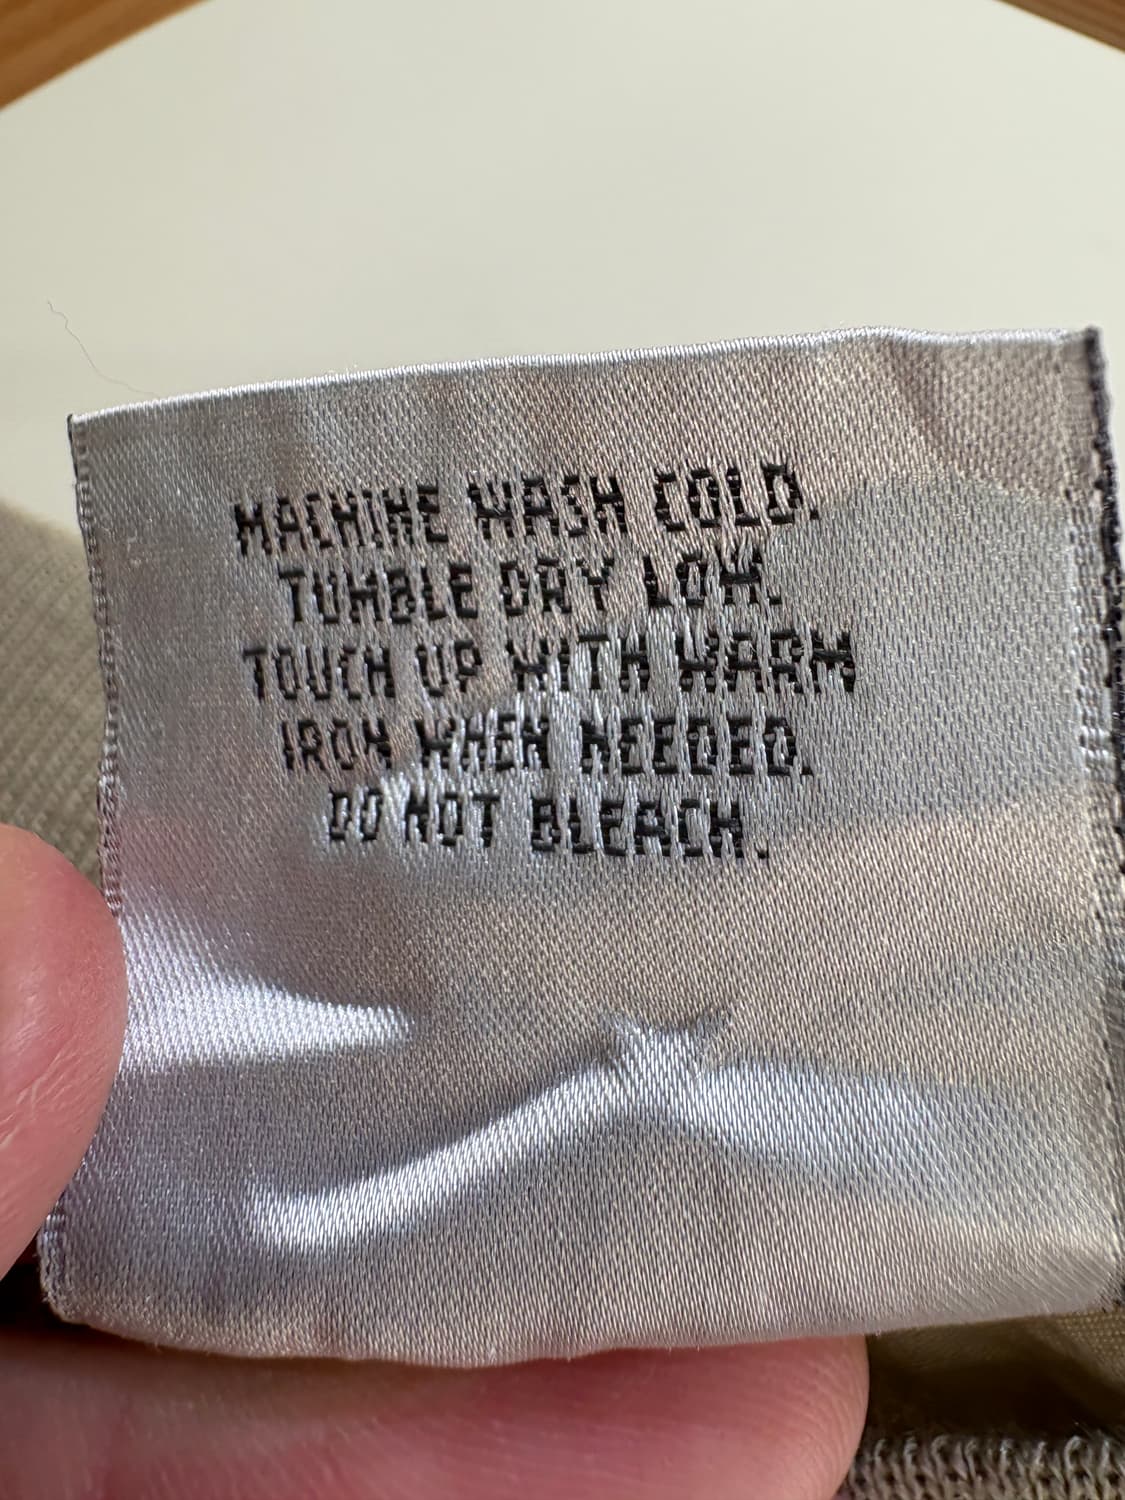 MACHINE WASH COLD.
TUMBLE DRY LOW.
TOUCH UP WITH WARM
IRON WHEN NEEDED.
DO NOT BLEACH.